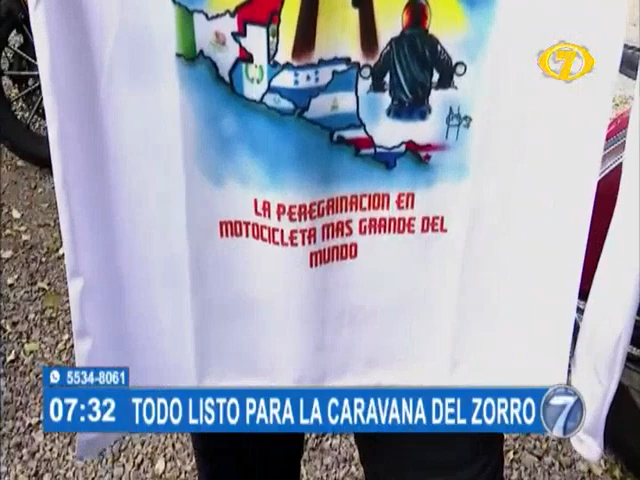 7
LA PEREGRINACION EN
MOTOCICLETA MAS GRANDE DEL
MUNDO
5534-8061
07:32 TODO LISTO PARA LA CARAVANA DEL ZORRO 7